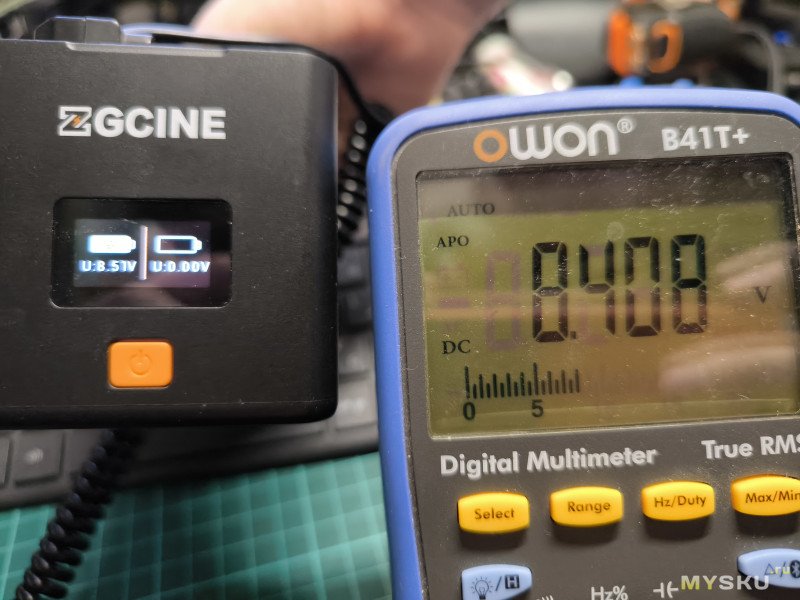 ZGCINE
U:8.51V U:0.00V
OWON® B41T+
AUTO
APO
8.408
V
DC
0 5
Digital Multimeter True RMS
Select Range Hz/Duty Max/Min
H
Hz%
MYSKU.ru